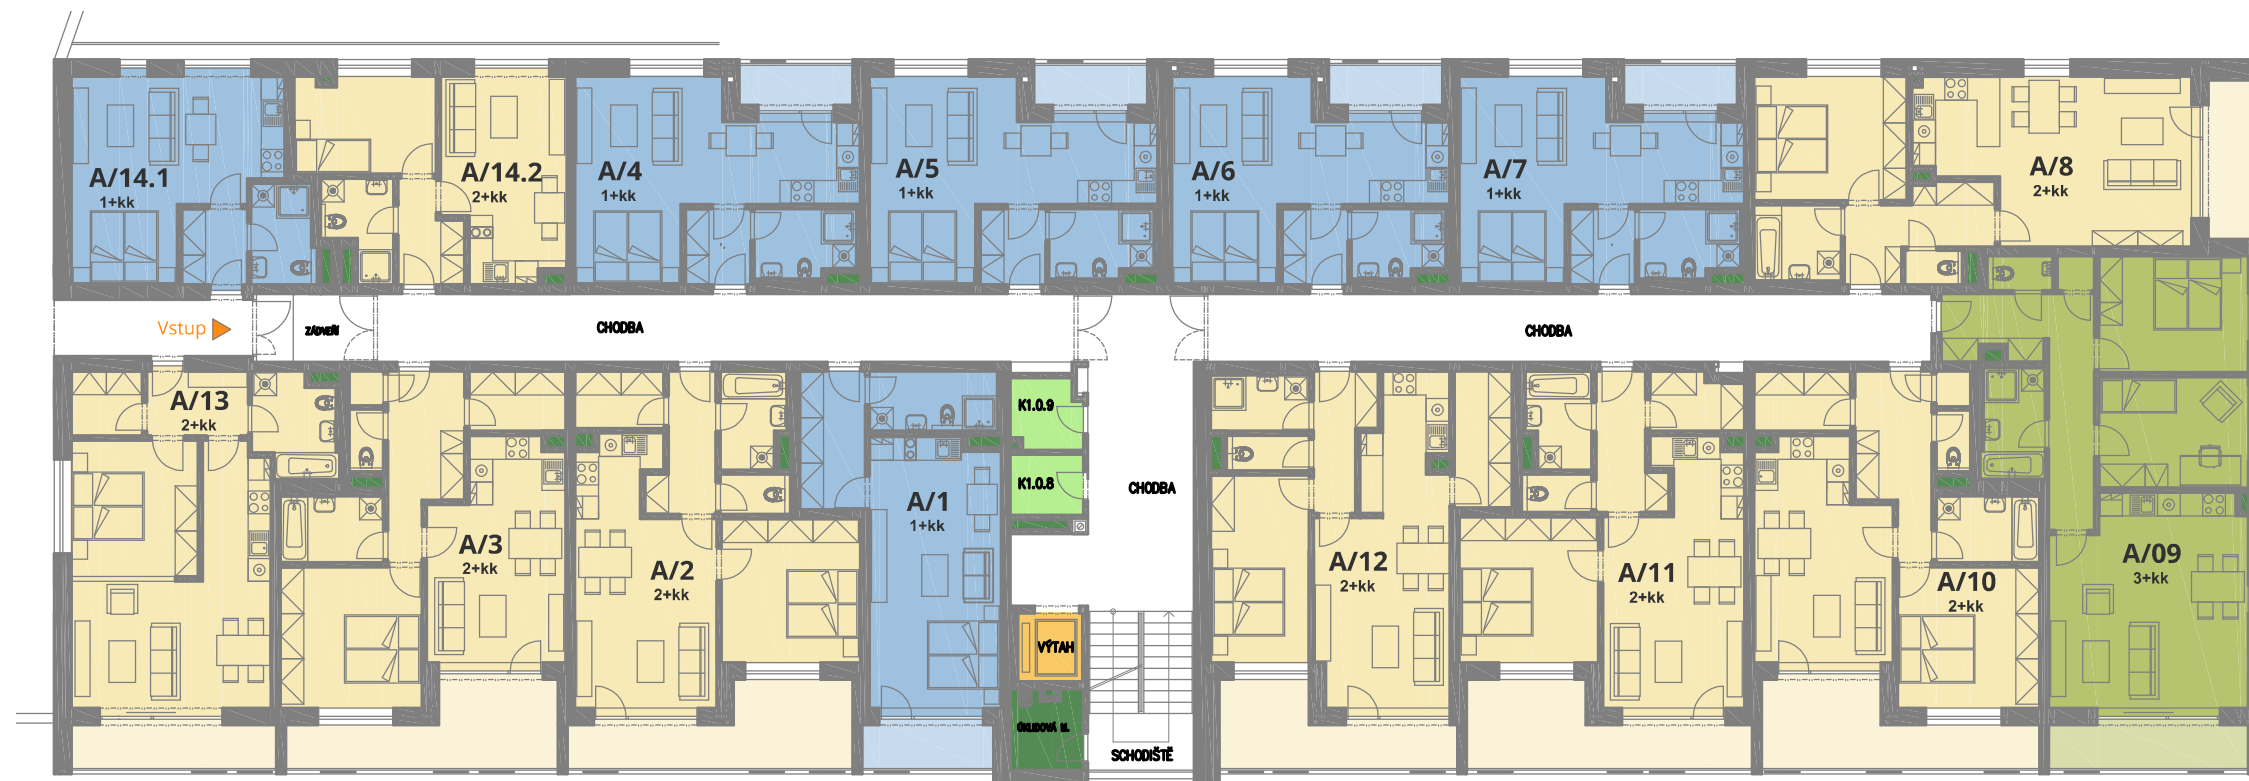 A/14.1
1+kk
A/14.2
2+kk
A/4
1+kk
A/5
1+kk
A/6
1+kk
A/7
1+kk
A/8
2+kk
Vstup
ZÁDVEŘÍ
CHODBA
CHODBA
A/13
2+kk
A/3
2+kk
A/2
2+kk
A/1
1+kk
K1.0.9
K1.0.8
CHODBA
VÝTAH
ÚKLIDOVÁ M.
SCHODIŠTĚ
A/12
2+kk
A/11
2+kk
A/10
2+kk
A/09
3+kk